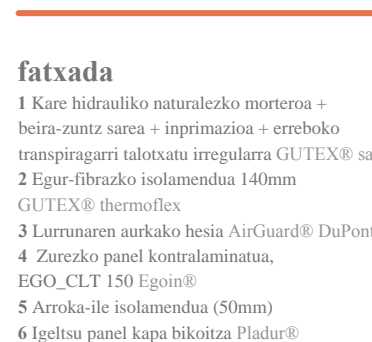 fatxada
1 Kare hidrauliko naturalezko morteroa +
beira-zuntz sarea + inprimazioa + erreboko
transpiragarri talotxatu irregularra GUTEX® sa
2 Egur-fibrazko isolamendua 140mm
GUTEX® thermoflex
3 Lurrunaren aurkako hesia AirGuard® DuPont
4 Zurezko panel kontralaminatua,
EGO_CLT 150 Egoin®
5 Arroka-ile isolamendua (50mm)
6 Igeltsu panel kapa bikoitza Pladur®